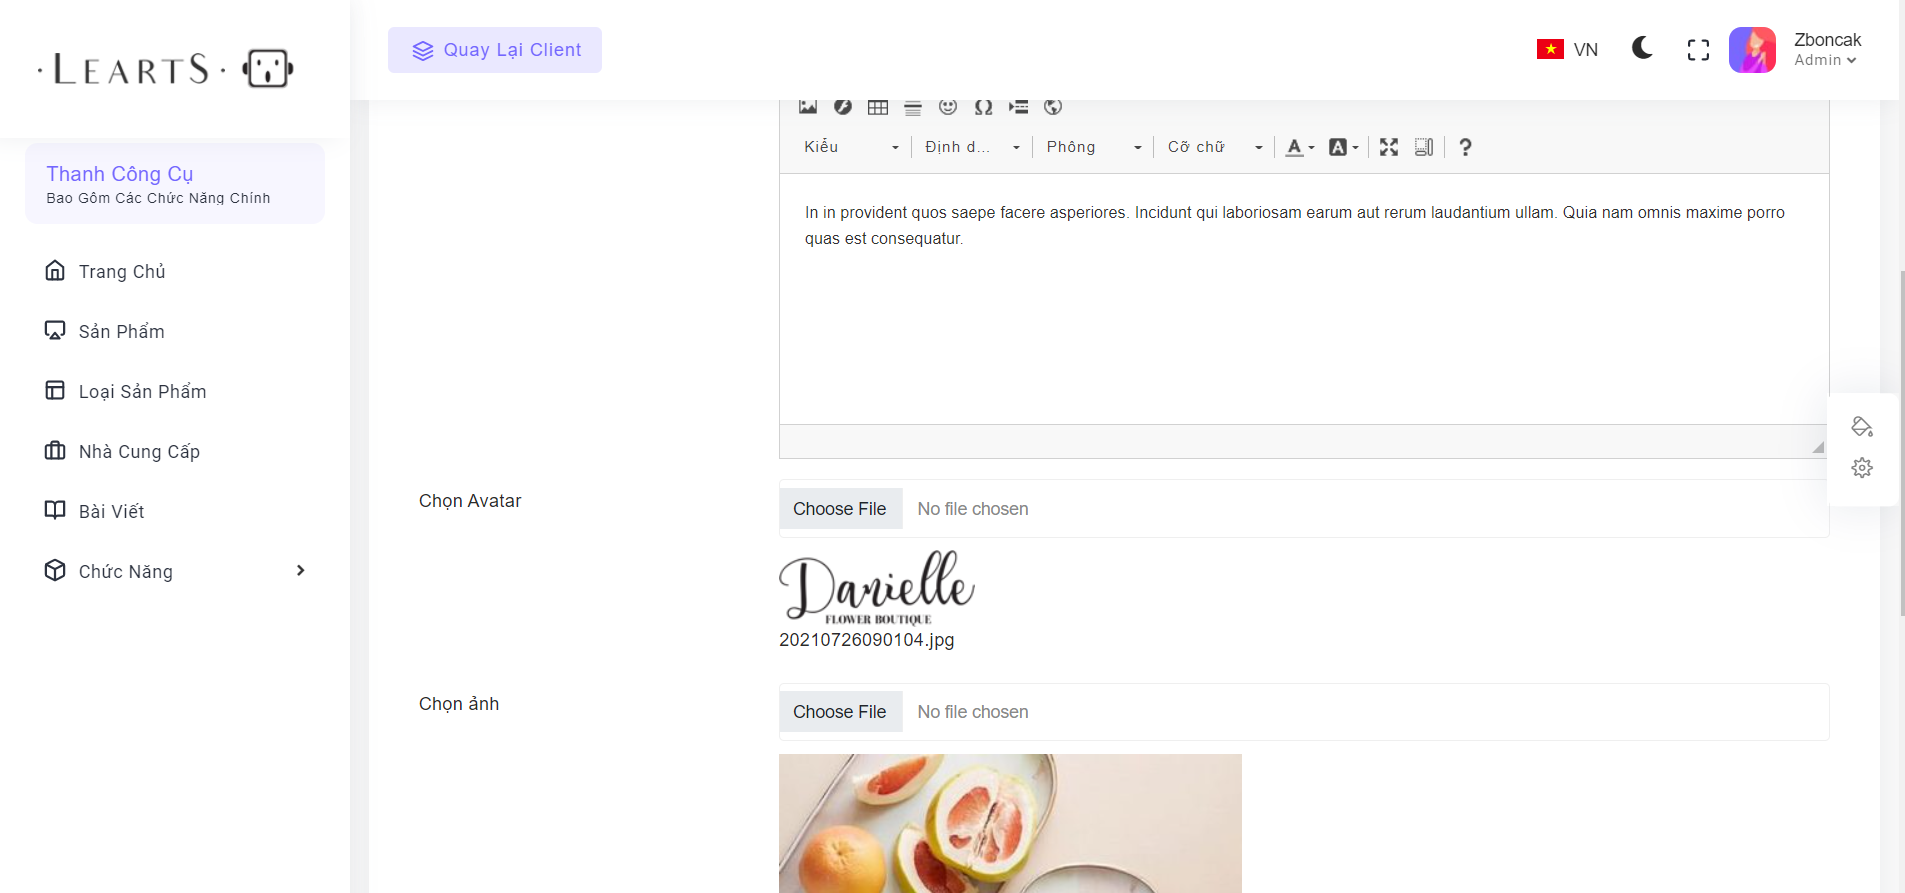 · LEARTS ·
Quay Lại Client
VN
Zboncak
Admin
Thanh Công Cụ
Bao Gôm Các Chức Năng Chính
Trang Chủ
Sản Phẩm
Loại Sản Phẩm
Nhà Cung Cấp
Bài Viết
Chức Năng
Kiểu
Định d...
Phông
Cỡ chữ
In in provident quos saepe facere asperiores. Incidunt qui laboriosam earum aut rerum laudantium ullam. Quia nam omnis maxime porro
quas est consequatur.
Chọn Avatar
Choose File No file chosen
Danielle
FLOWER BOUTIQUE
20210726090104.jpg
Chọn ảnh
Choose File No file chosen